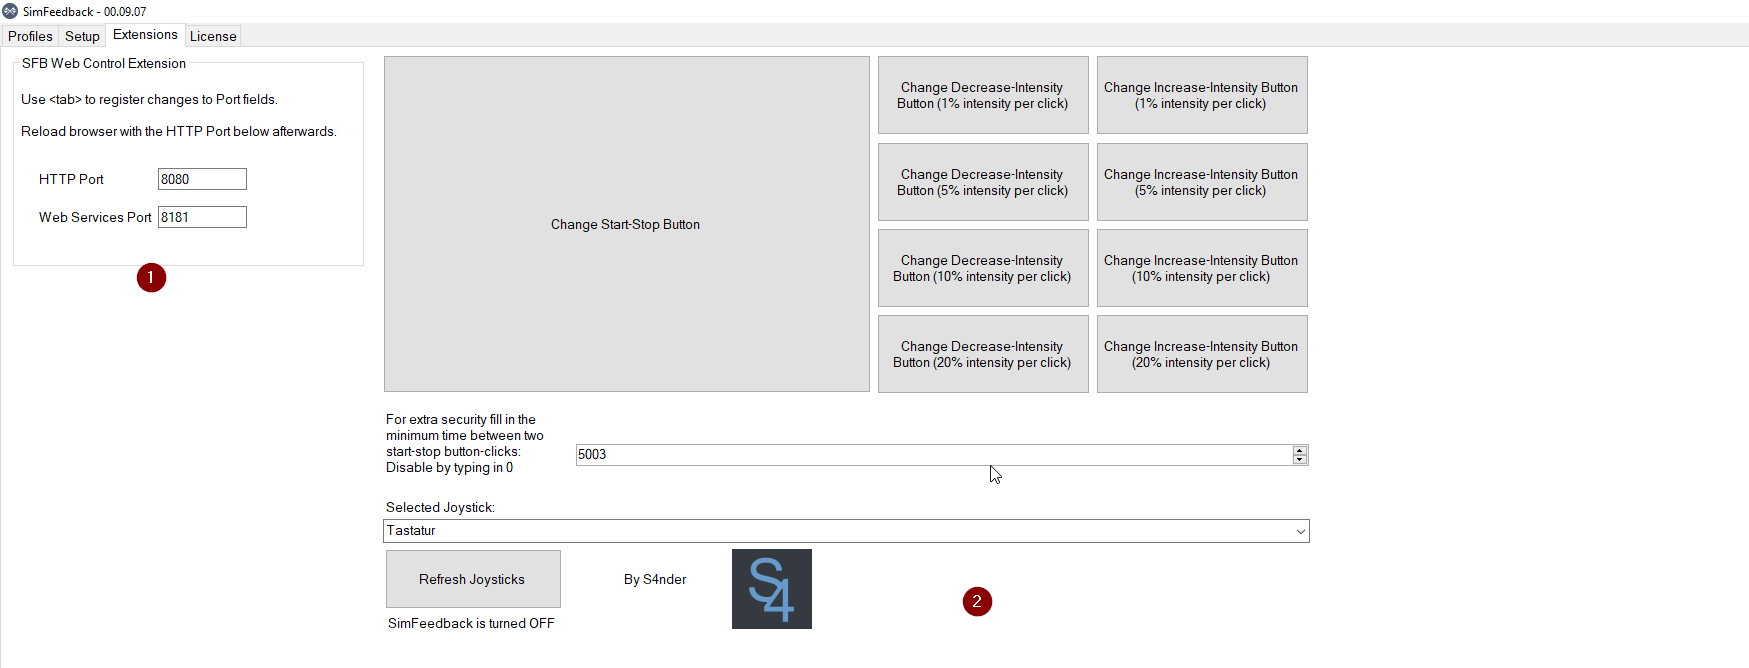 SimFeedback - 00.09.07
Profiles
Setup
Extensions
License
SFB Web Control Extension
Use <tab> to register changes to Port fields.
Reload browser with the HTTP Port below afterwards.
HTTP Port
8080
Web Services Port
8181
1
Change Start-Stop Button
Change Decrease-Intensity
Button (1% intensity per click)
Change Increase-Intensity Button
(1% intensity per click)
Change Decrease-Intensity
Button (5% intensity per click)
Change Increase-Intensity Button
(5% intensity per click)
Change Decrease-Intensity
Button (10% intensity per click)
Change Increase-Intensity Button
(10% intensity per click)
Change Decrease-Intensity
Button (20% intensity per click)
Change Increase-Intensity Button
(20% intensity per click)
For extra security fill in the
minimum time between two
start-stop button-clicks:
Disable by typing in 0
5003
Selected Joystick:
Tastatur
Refresh Joysticks
By S4nder
S4
2
SimFeedback is turned OFF